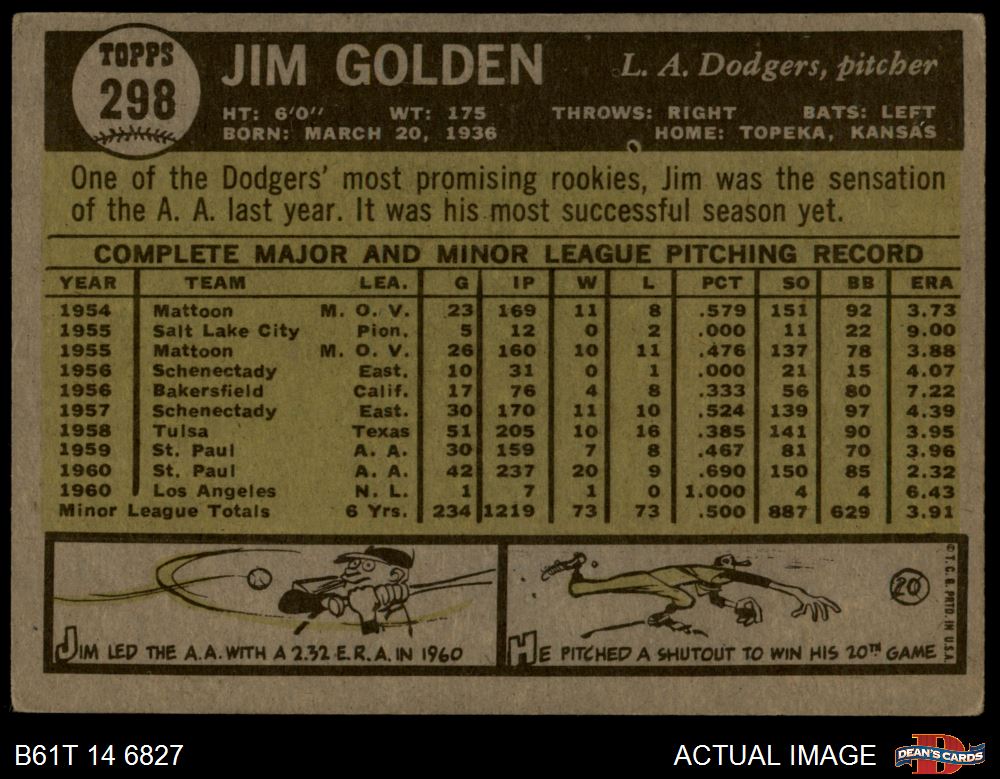 TOPPS
298
JIM GOLDEN
L. A. Dodgers, pitcher
HT: 6'0" WT: 175 THROWS: RIGHT BATS: LEFT
BORN: MARCH 20, 1936 HOME: TOPEKA, KANSAS
One of the Dodgers' most promising rookies, Jim was the sensation
of the A. A. last year. It was his most successful season yet.
COMPLETE MAJOR AND MINOR LEAGUE PITCHING RECORD
YEAR TEAM LEA. G IP W L PCT SO BB ERA
1954 Mattoon M. O. V. 23 169 11 8 .579 151 92 3.73
1955 Salt Lake City Pion. 5 12 0 2 .000 11 22 9.00
1955 Mattoon M. O. V. 26 160 10 11 .476 137 78 3.88
1956 Schenectady East. 10 31 0 1 .000 21 15 4.07
1956 Bakersfield Calif. 17 76 4 8 .333 56 80 7.22
1957 Schenectady East. 30 170 11 10 .524 139 97 4.39
1958 Tulsa Texas 51 205 10 16 .385 141 90 3.95
1959 St. Paul A. A. 30 159 7 8 .467 81 70 3.96
1960 St. Paul A. A. 42 237 20 9 .690 150 85 2.32
1960 Los Angeles N. L. 1 7 1 0 1.000 4 4 6.43
Minor League Totals 6 Yrs. 234 1219 73 73 .500 887 629 3.91
JIM LED THE A.A. WITH A 2.32 E.R.A. IN 1960
HE PITCHED A SHUTOUT TO WIN HIS 20TH GAME
20
© T. C. G. PRTD. IN U.S.A.
B61T 14 6827
ACTUAL IMAGE
DEAN'S CARDS